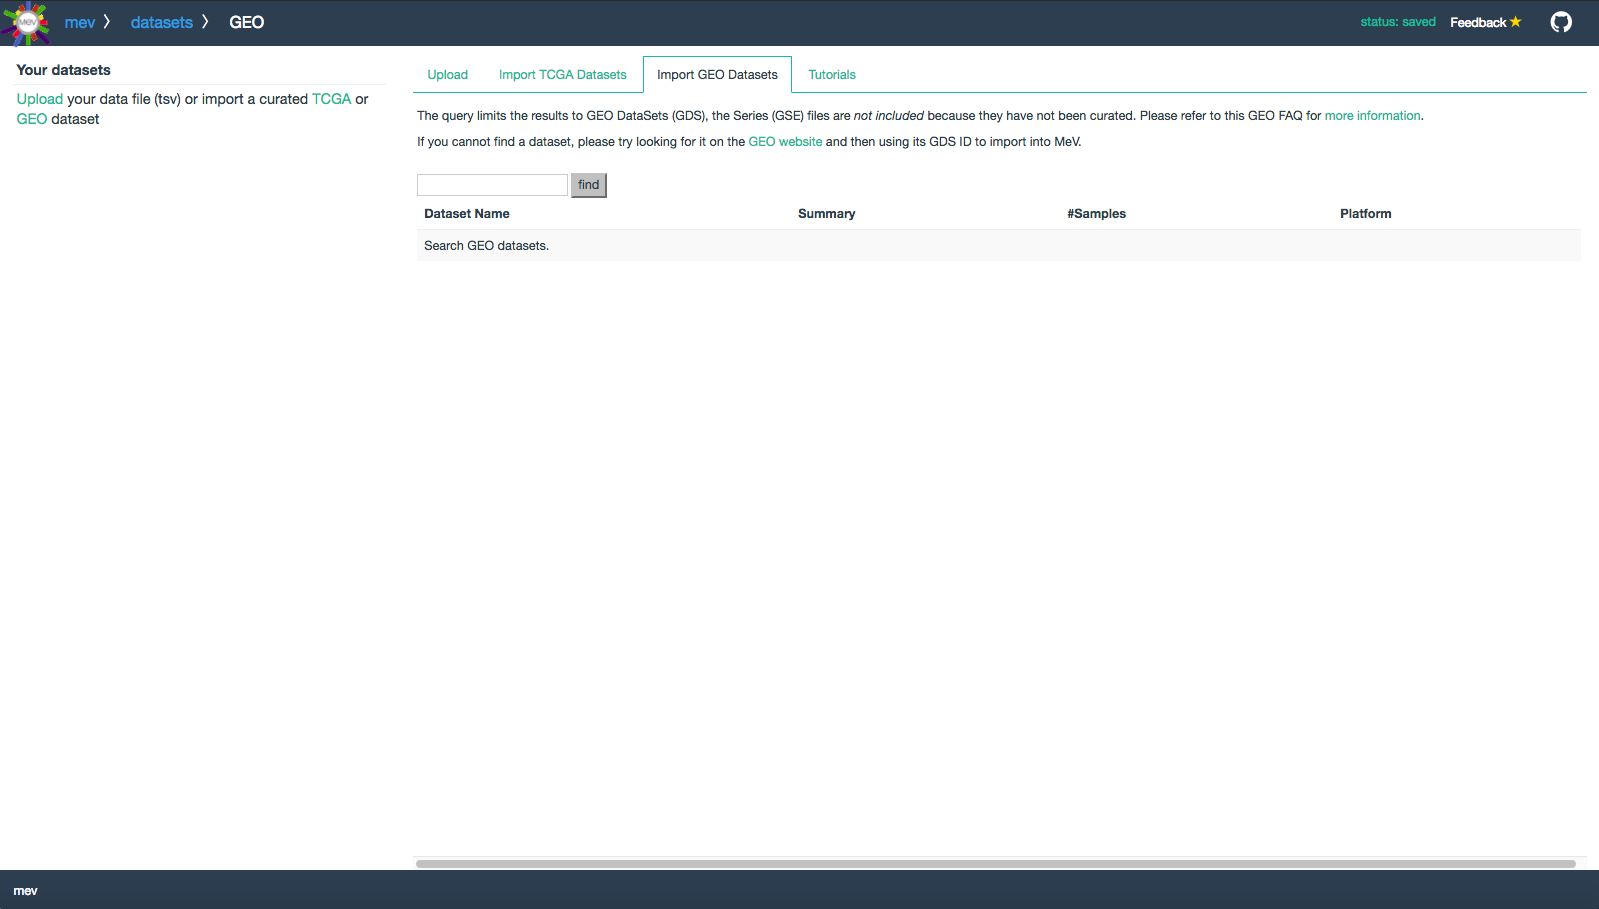 MeV mev datasets GEO status: saved Feedback
Your datasets
Upload your data file (tsv) or import a curated TCGA or
GEO dataset
Upload Import TCGA Datasets Import GEO Datasets Tutorials
The query limits the results to GEO DataSets (GDS), the Series (GSE) files are not included because they have not been curated. Please refer to this GEO FAQ for more information.
If you cannot find a dataset, please try looking for it on the GEO website and then using its GDS ID to import into MeV.
find
Dataset Name Summary #Samples Platform
Search GEO datasets.
mev